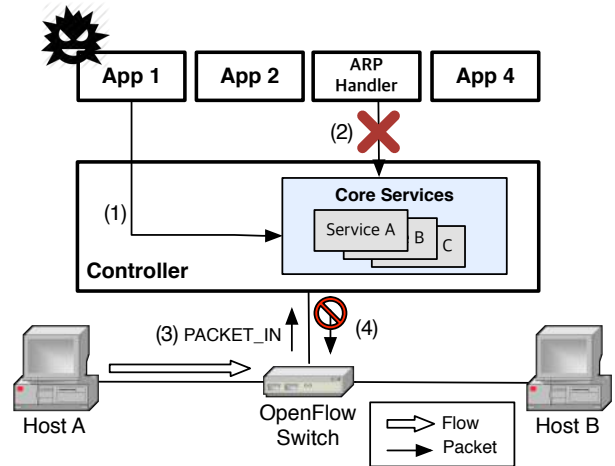 App 1
App 2
ARP
Handler
App 4
(2)
(1)
Core Services
Service A
B
C
Controller
(3) PACKET_IN
(4)
Host A
OpenFlow
Switch
Flow
Packet
Host B